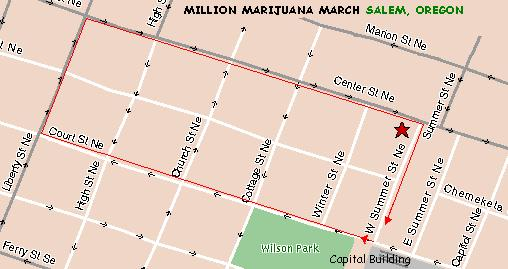 MILLION MARIJUANA MARCH SALEM, OREGON
High St
Marion St Ne
St Ne
Center St Ne
Summer St Ne
Liberty St Ne
Court St Ne
High St Ne
Church St Ne
Cottage St Ne
Winter St Ne
W Summer St Ne
E Summer St Ne
Chemeketa
Capitol St Ne
Wilson Park
Capital Building
Ferry St Se